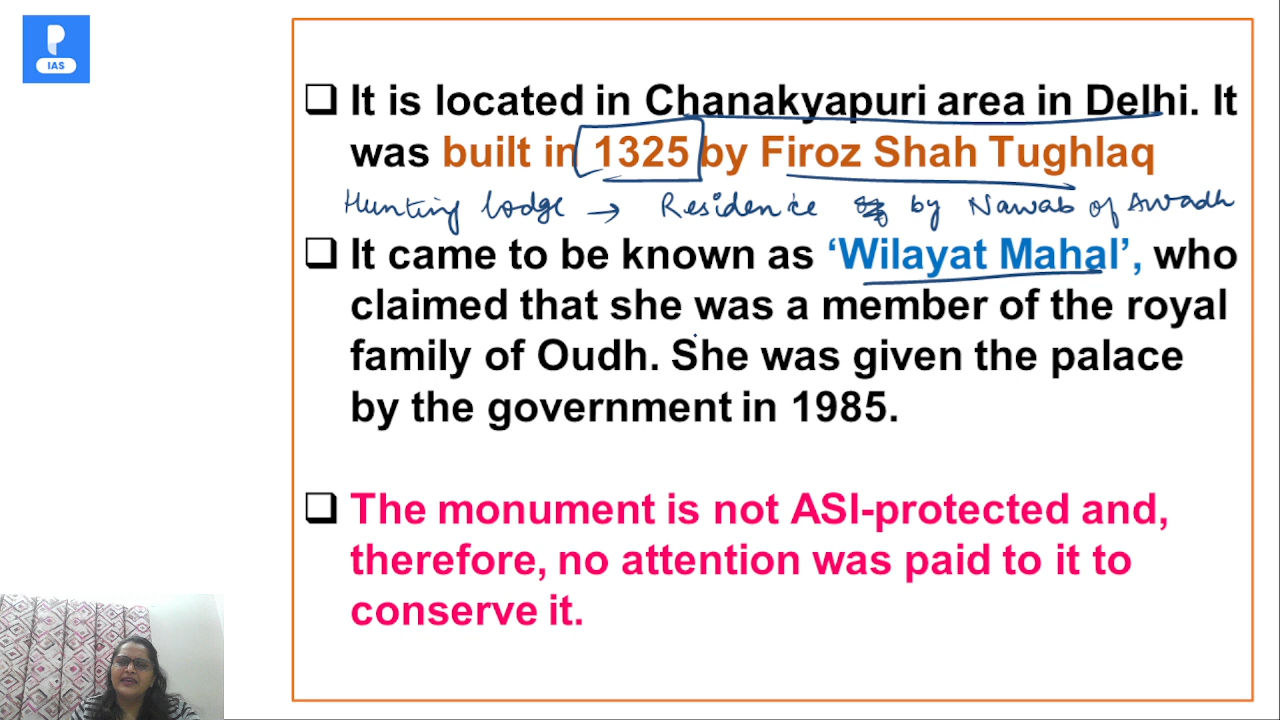 P
IAS
❑ It is located in Chanakyapuri area in Delhi. It
was built in 1325 by Firoz Shah Tughlaq
Hunting lodge → Residence by Nawab of Awadh
❑ It came to be known as ‘Wilayat Mahal’, who
claimed that she was a member of the royal
family of Oudh. She was given the palace
by the government in 1985.
❑ The monument is not ASI-protected and,
therefore, no attention was paid to it to
conserve it.